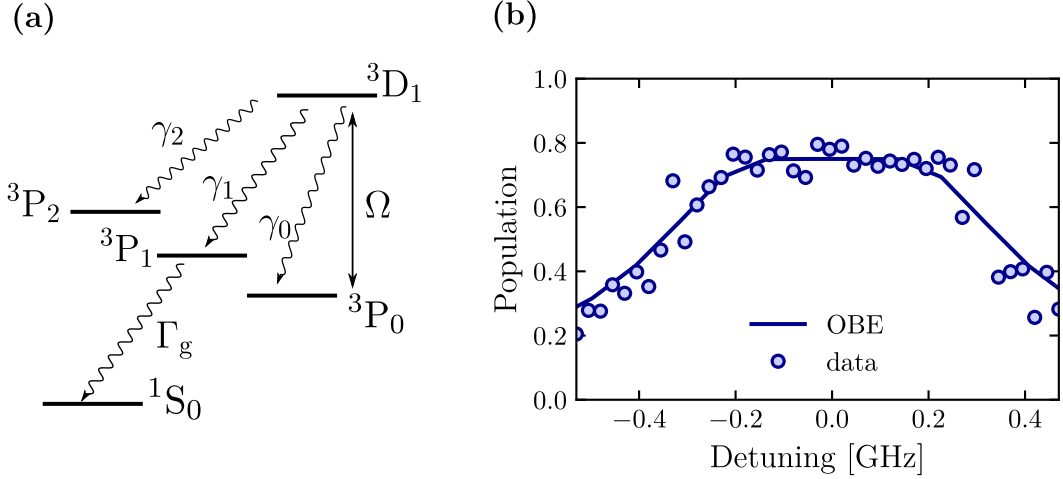 (a)
³D₁
γ₂
³P₂
γ₁
³P₁
γ₀
Ω
³P₀
Γg
¹S₀
(b)
Population
1.0
0.8
0.6
0.4
0.2
0.0
OBE
data
−0.4 −0.2 0.0 0.2 0.4
Detuning [GHz]